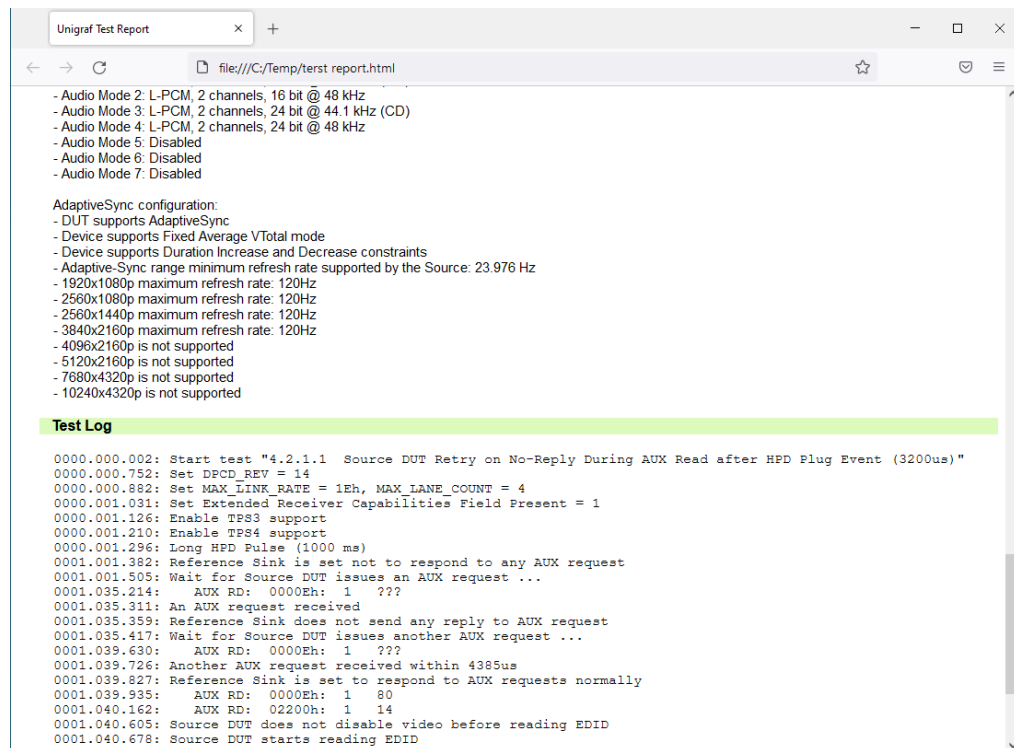 Unigraf Test Report
file:///C:/Temp/terst report.html
- Audio Mode 2: L-PCM, 2 channels, 16 bit @ 48 kHz
- Audio Mode 3: L-PCM, 2 channels, 24 bit @ 44.1 kHz (CD)
- Audio Mode 4: L-PCM, 2 channels, 24 bit @ 48 kHz
- Audio Mode 5: Disabled
- Audio Mode 6: Disabled
- Audio Mode 7: Disabled
AdaptiveSync configuration:
- DUT supports AdaptiveSync
- Device supports Fixed Average VTotal mode
- Device supports Duration Increase and Decrease constraints
- Adaptive-Sync range minimum refresh rate supported by the Source: 23.976 Hz
- 1920x1080p maximum refresh rate: 120Hz
- 2560x1080p maximum refresh rate: 120Hz
- 2560x1440p maximum refresh rate: 120Hz
- 3840x2160p maximum refresh rate: 120Hz
- 4096x2160p is not supported
- 5120x2160p is not supported
- 7680x4320p is not supported
- 10240x4320p is not supported
Test Log
0000.000.002: Start test "4.2.1.1  Source DUT Retry on No-Reply During AUX Read after HPD Plug Event (3200us)"
0000.000.752: Set DPCD_REV = 14
0000.000.882: Set MAX_LINK_RATE = 1Eh, MAX_LANE_COUNT = 4
0000.001.031: Set Extended Receiver Capabilities Field Present = 1
0000.001.126: Enable TPS3 support
0000.001.210: Enable TPS4 support
0000.001.296: Long HPD Pulse (1000 ms)
0001.001.382: Reference Sink is set not to respond to any AUX request
0001.001.505: Wait for Source DUT issues an AUX request ...
0001.035.214:    AUX RD:  0000Eh:  1   ???
0001.035.311: An AUX request received
0001.035.359: Reference Sink does not send any reply to AUX request
0001.035.417: Wait for Source DUT issues another AUX request ...
0001.039.630:    AUX RD:  0000Eh:  1   ???
0001.039.726: Another AUX request received within 4385us
0001.039.827: Reference Sink is set to respond to AUX requests normally
0001.039.935:    AUX RD:  0000Eh:  1   80
0001.040.162:    AUX RD:  02200h:  1   14
0001.040.605: Source DUT does not disable video before reading EDID
0001.040.678: Source DUT starts reading EDID